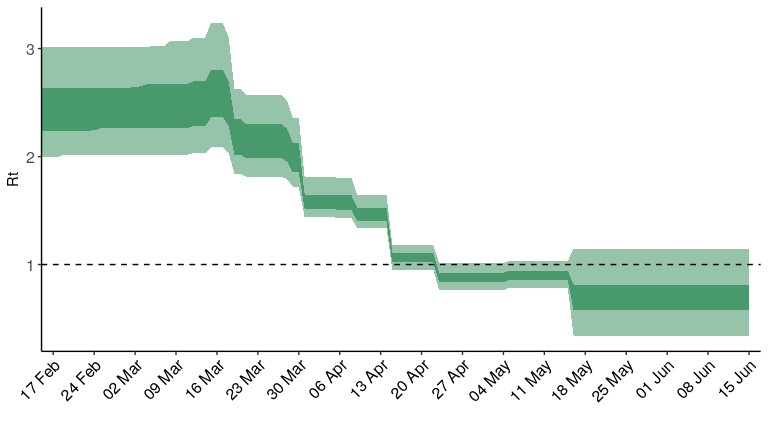 3
2
1
Rt
17 Feb
24 Feb
02 Mar
09 Mar
16 Mar
23 Mar
30 Mar
06 Apr
13 Apr
20 Apr
27 Apr
04 May
11 May
18 May
25 May
01 Jun
08 Jun
15 Jun